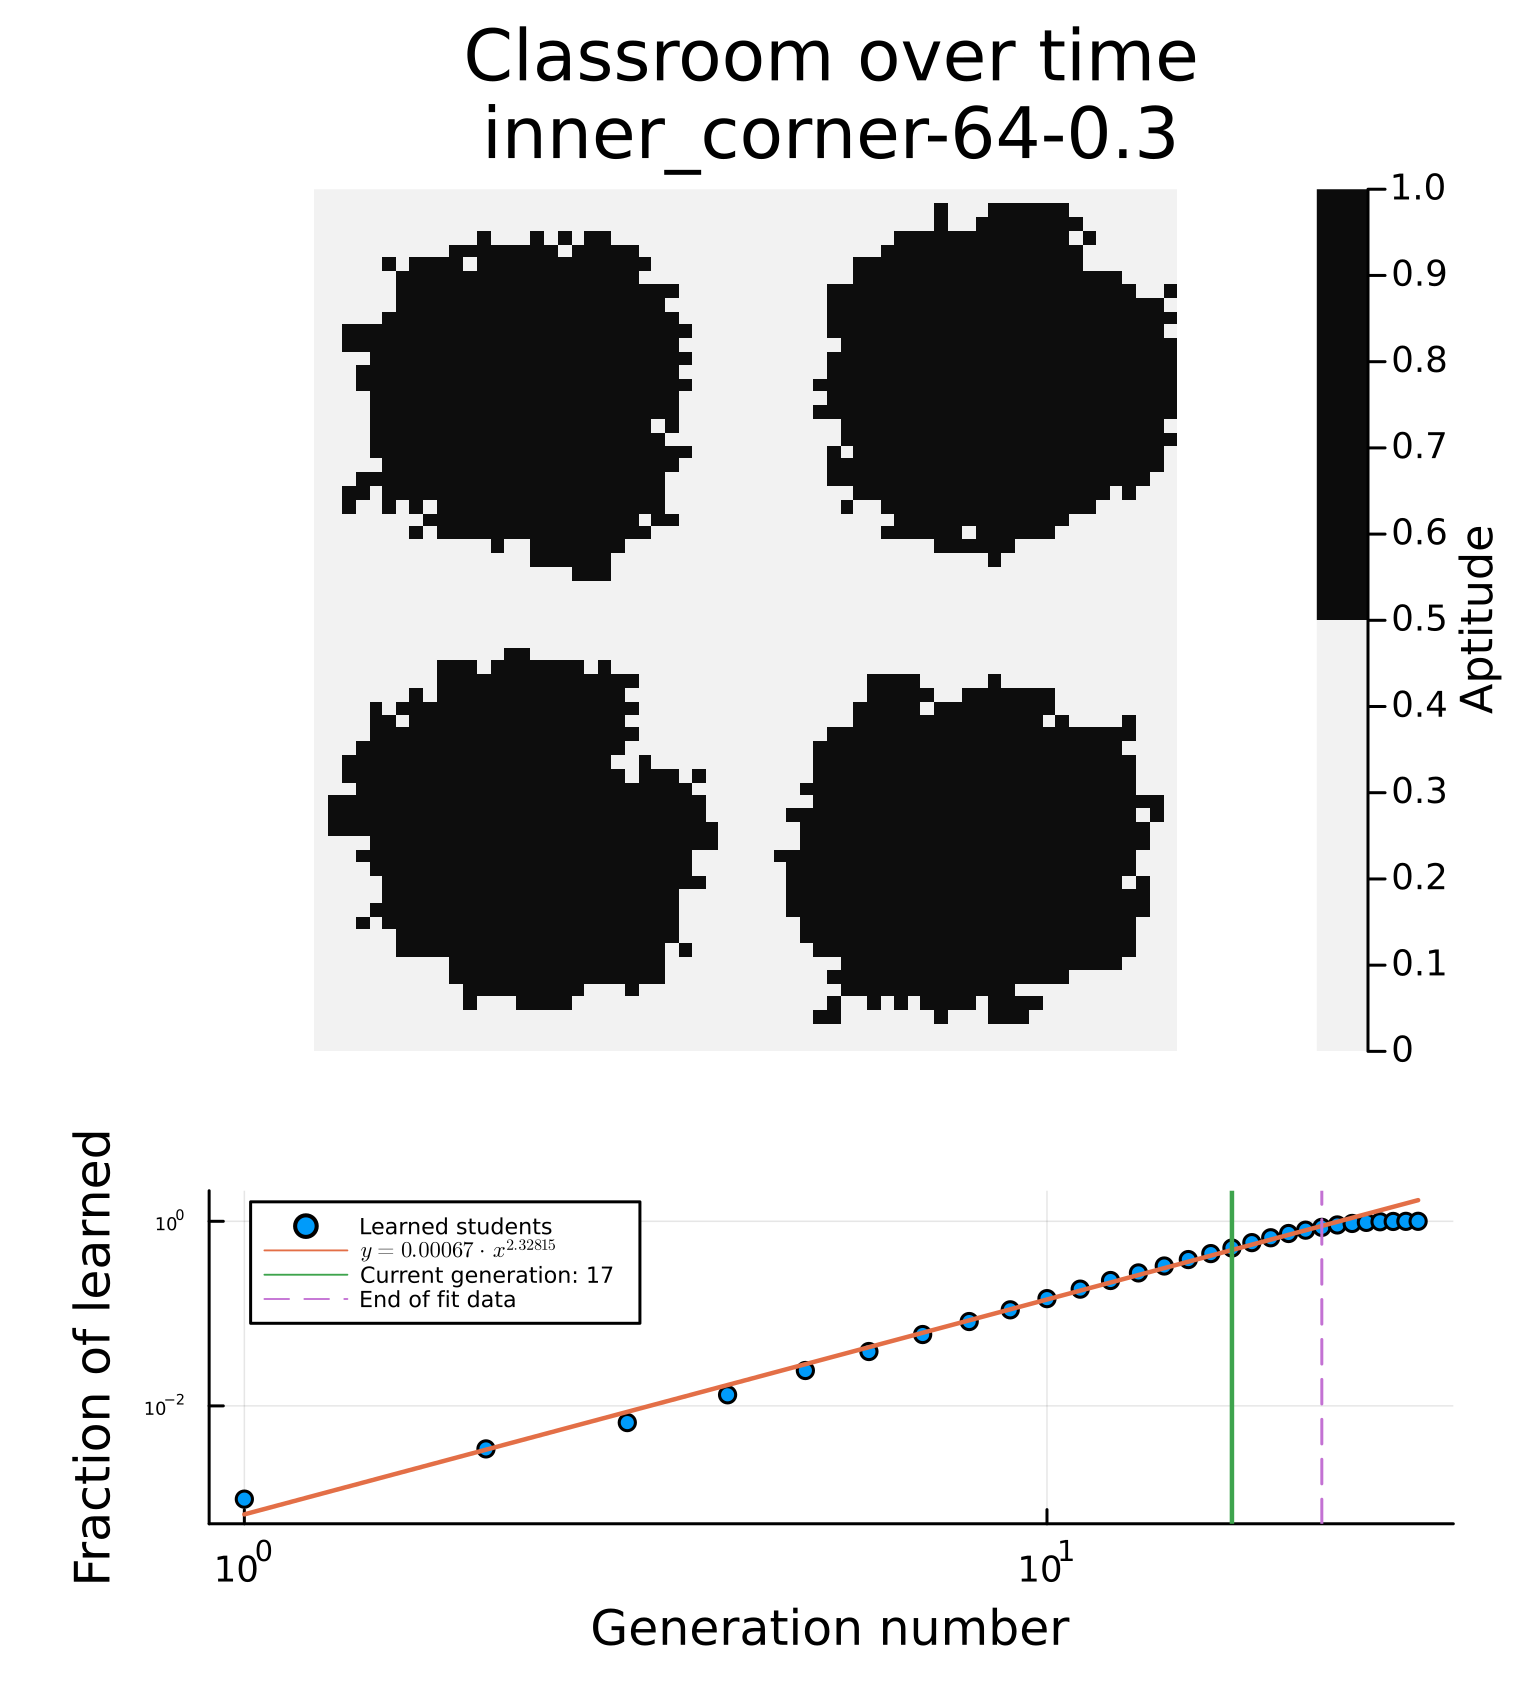 Classroom over time
inner_corner-64-0.3
1.0
0.9
0.8
0.7
0.6
0.5
0.4
0.3
0.2
0.1
0
Aptitude
Fraction of learned
10⁰
10⁻²
Learned students
y = 0.00067 · x^2.32815
Current generation: 17
End of fit data
10⁰
10¹
Generation number